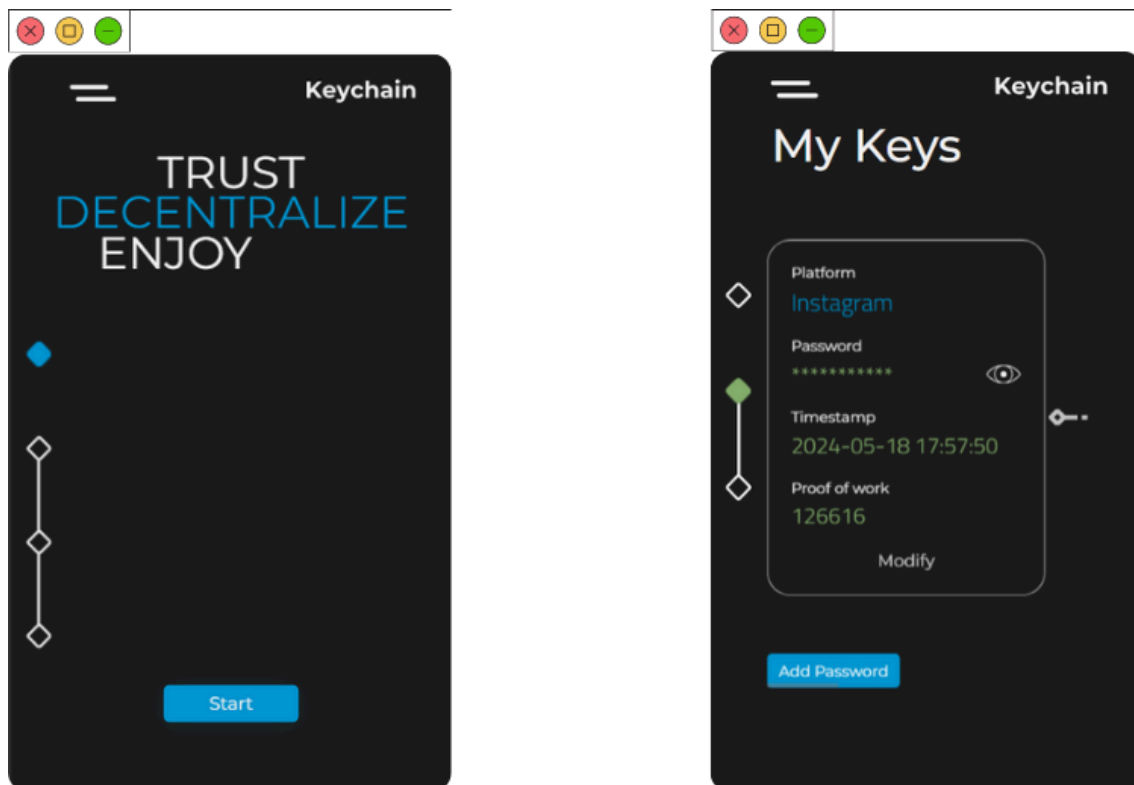 Keychain
TRUST
DECENTRALIZE
ENJOY
Start
Keychain
My Keys
Platform
Instagram
Password
***********
Timestamp
2024-05-18 17:57:50
Proof of work
126616
Modify
Add Password